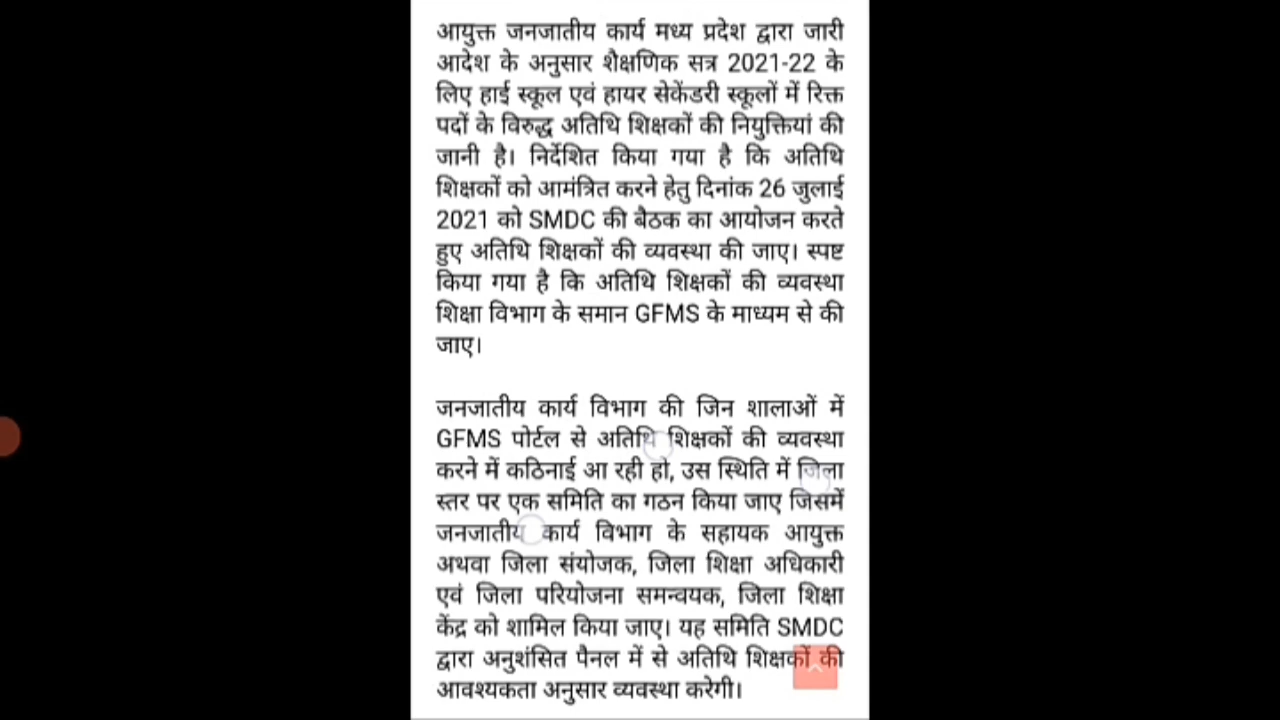 आयुक्त जनजातीय कार्य मध्य प्रदेश द्वारा जारी
आदेश के अनुसार शैक्षणिक सत्र 2021-22 के
लिए हाई स्कूल एवं हायर सेकेंडरी स्कूलों में रिक्त
पदों के विरुद्ध अतिथि शिक्षकों की नियुक्तियां की
जानी है। निर्देशित किया गया है कि अतिथि
शिक्षकों को आमंत्रित करने हेतु दिनांक 26 जुलाई
2021 को SMDC की बैठक का आयोजन करते
हुए अतिथि शिक्षकों की व्यवस्था की जाए। स्पष्ट
किया गया है कि अतिथि शिक्षकों की व्यवस्था
शिक्षा विभाग के समान GFMS के माध्यम से की
जाए।
जनजातीय कार्य विभाग की जिन शालाओं में
GFMS पोर्टल से अतिथि शिक्षकों की व्यवस्था
करने में कठिनाई आ रही हो, उस स्थिति में जिला
स्तर पर एक समिति का गठन किया जाए जिसमें
जनजातीय कार्य विभाग के सहायक आयुक्त
अथवा जिला संयोजक, जिला शिक्षा अधिकारी
एवं जिला परियोजना समन्वयक, जिला शिक्षा
केंद्र को शामिल किया जाए। यह समिति SMDC
द्वारा अनुशंसित पैनल में से अतिथि शिक्षकों की
आवश्यकता अनुसार व्यवस्था करेगी।